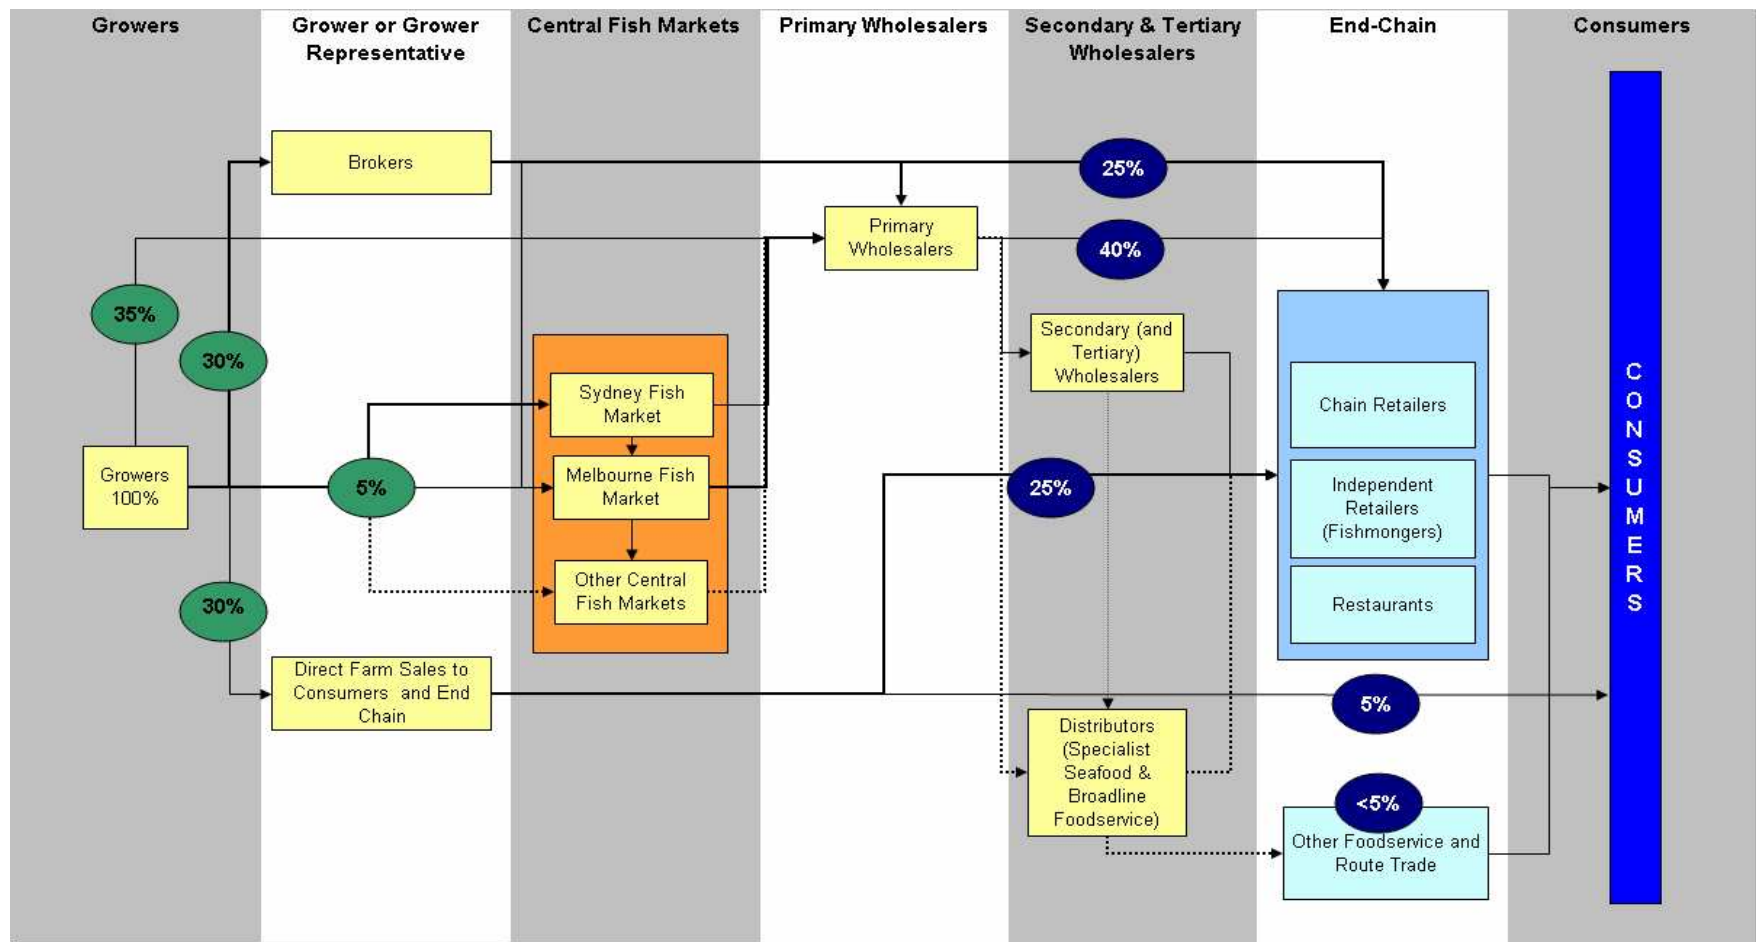 Growers
Grower or Grower
Representative
Central Fish Markets
Primary Wholesalers
Secondary & Tertiary
Wholesalers
End-Chain
Consumers
Brokers
25%
Primary
Wholesalers
40%
35%
30%
Secondary (and
Tertiary)
Wholesalers
Sydney Fish
Market
Chain Retailers
Growers
100%
5%
Melbourne Fish
Market
25%
Independent
Retailers
(Fishmongers)
Other Central
Fish Markets
Restaurants
30%
Direct Farm Sales to
Consumers and End
Chain
5%
Distributors
(Specialist
Seafood &
Broadline
Foodservice)
<5%
Other Foodservice and
Route Trade
C
O
N
S
U
M
E
R
S